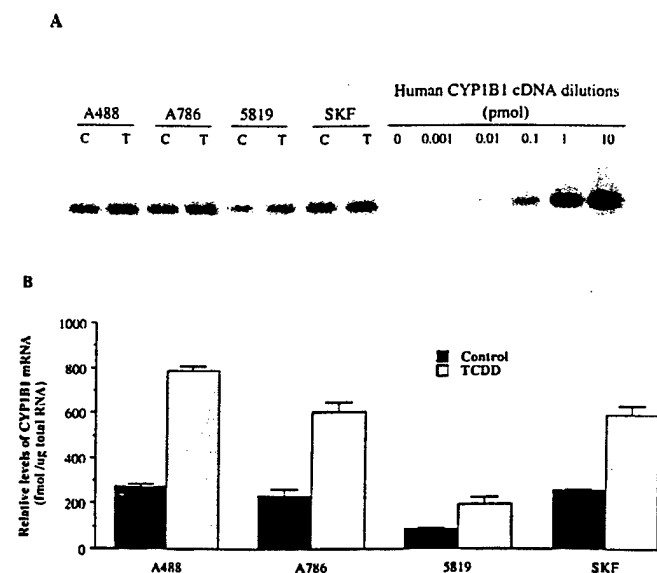 A
Human CYP1B1 cDNA dilutions
(pmol)
A488 A786 5819 SKF
C T C T C T C T 0 0.001 0.01 0.1 1 10
B
Relative levels of CYP1B1 mRNA
(fmol /ug total RNA)
1000
800
600
400
200
0
Control
TCDD
A488 A786 5819 SKF